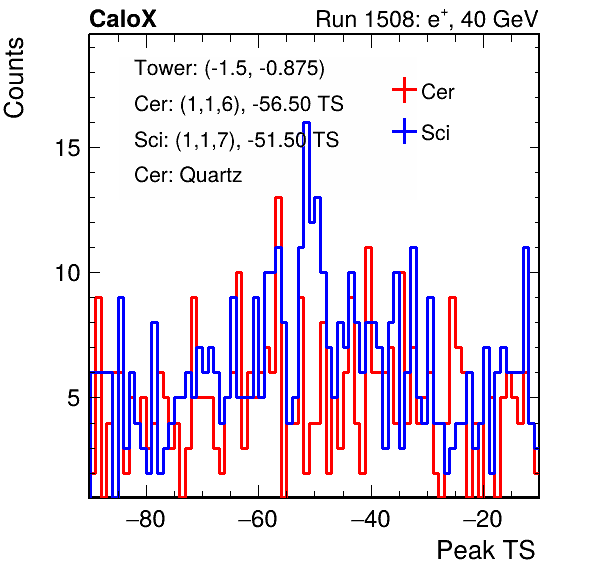 CaloX Run 1508: e⁺, 40 GeV
Counts
Tower: (-1.5, -0.875)
Cer: (1,1,6), -56.50 TS
Sci: (1,1,7), -51.50 TS
Cer: Quartz
Cer
Sci
15
10
5
−80 −60 −40 −20
Peak TS